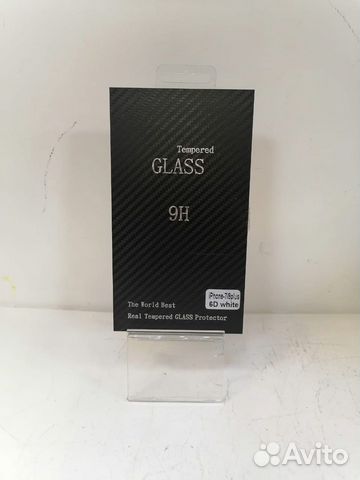 Tempered
GLASS
9H
iPhone-7/8plus
6D white
The World Best
Real Tempered GLASS Protector
Avito